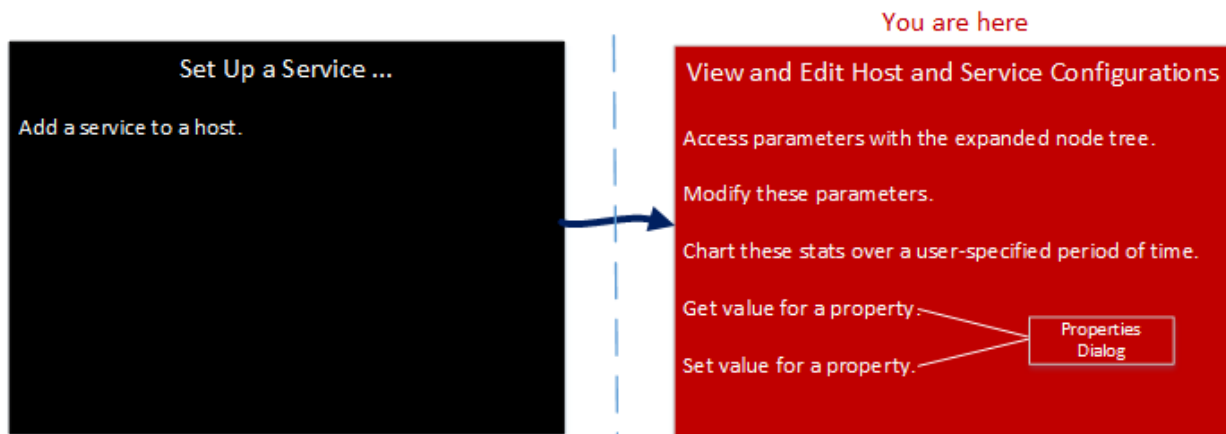 You are here
Set Up a Service ...
Add a service to a host.
View and Edit Host and Service Configurations
Access parameters with the expanded node tree.
Modify these parameters.
Chart these stats over a user-specified period of time.
Get value for a property.
Set value for a property.
Properties
Dialog